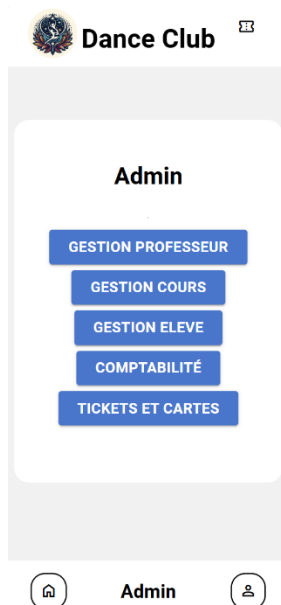 Dance Club
Admin
GESTION PROFESSEUR
GESTION COURS
GESTION ELEVE
COMPTABILITÉ
TICKETS ET CARTES
Admin